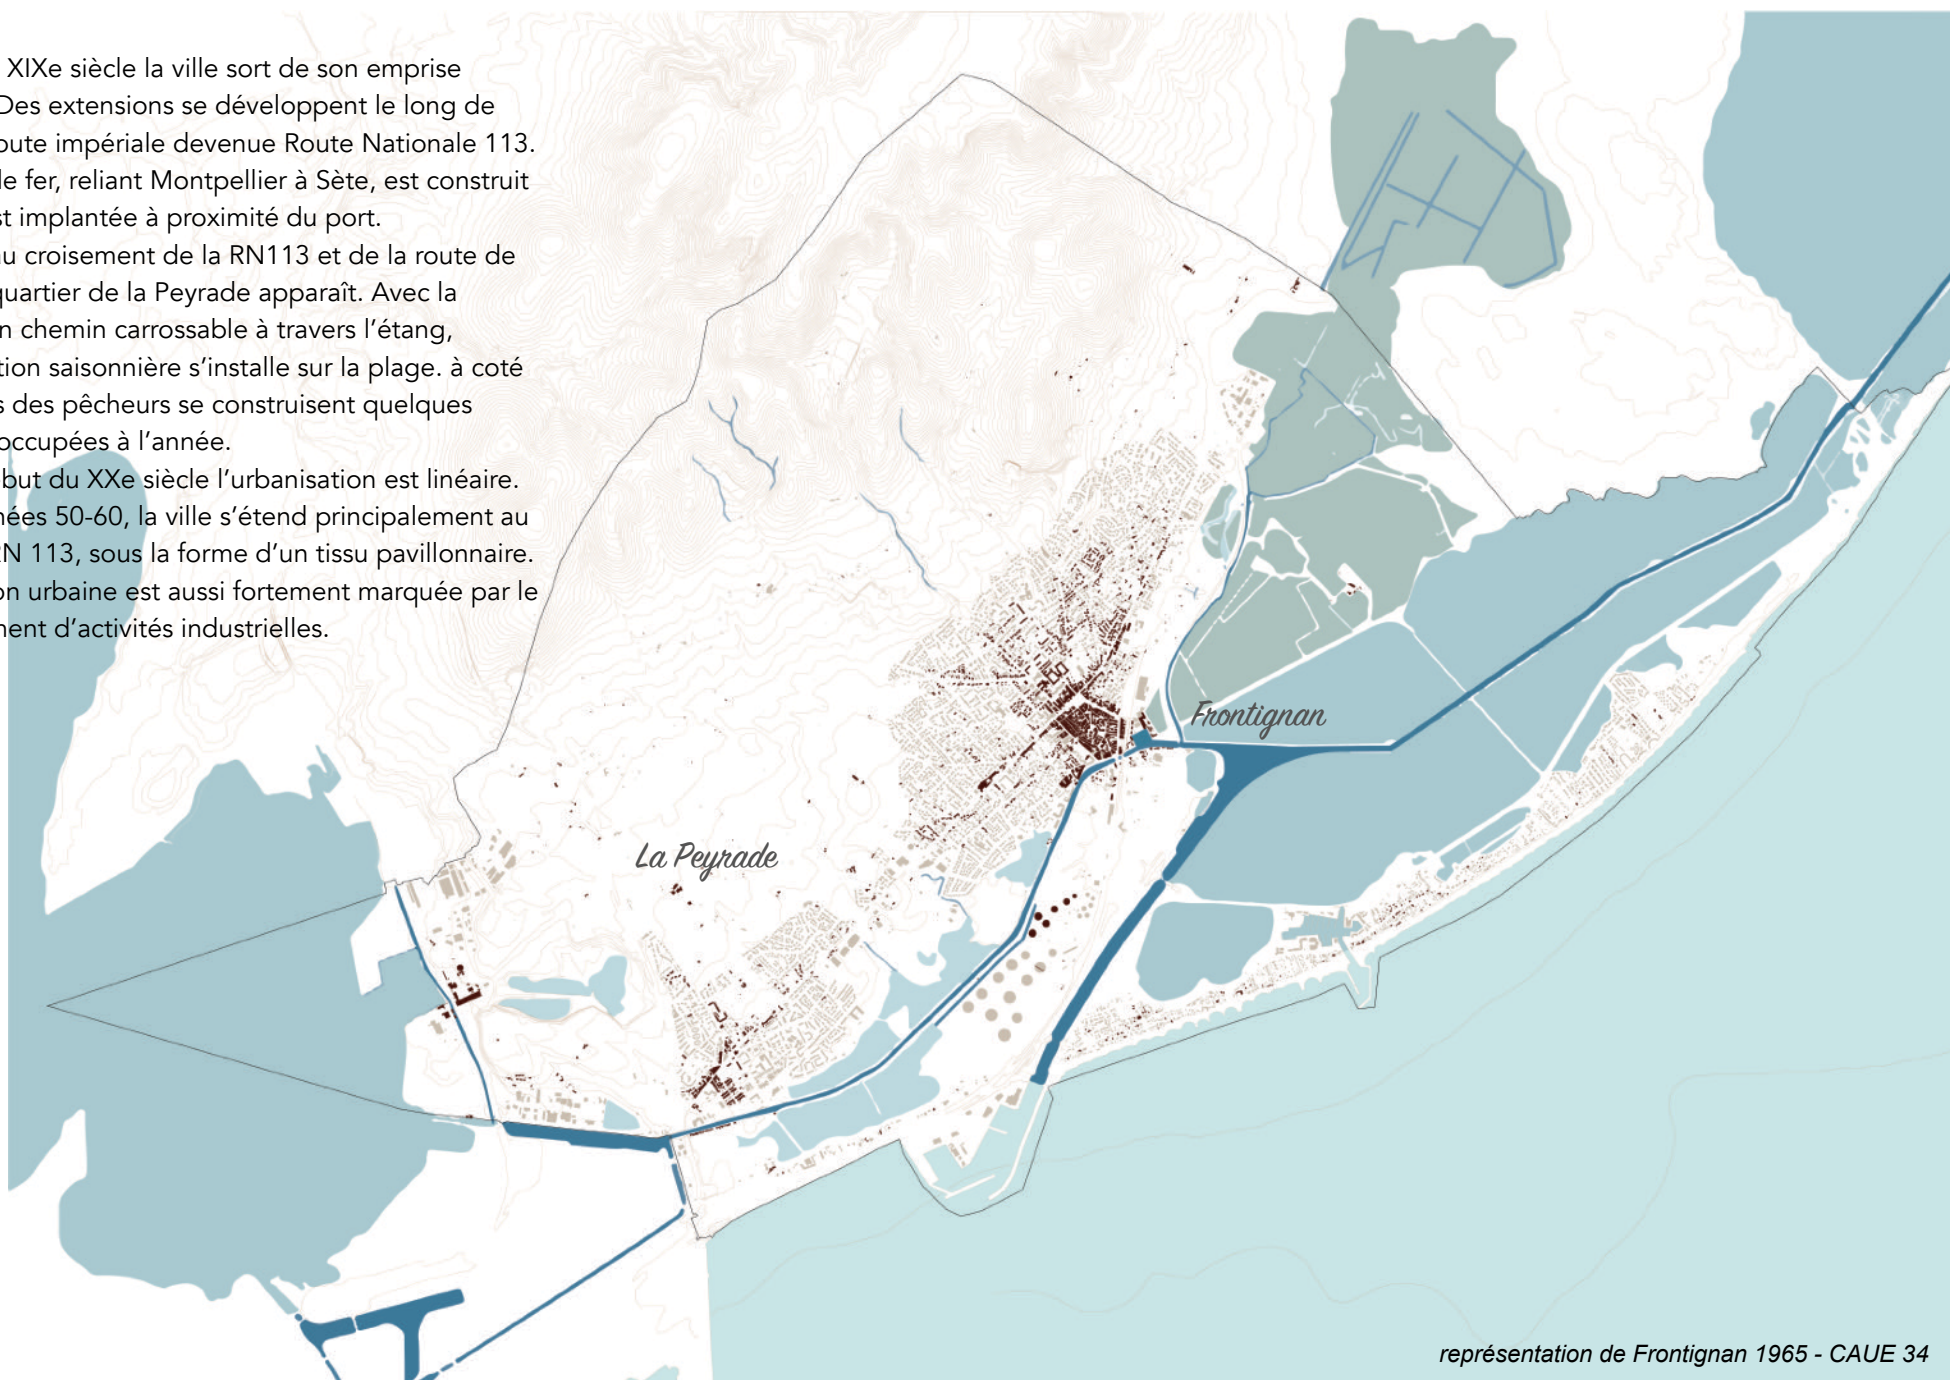 XIXe siècle la ville sort de son emprise
Des extensions se développent le long de
oute impériale devenue Route Nationale 113.
le fer, reliant Montpellier à Sète, est construit
st implantée à proximité du port.
au croisement de la RN113 et de la route de
quartier de la Peyrade apparaît. Avec la
n chemin carrossable à travers l'étang,
tion saisonnière s'installe sur la plage. à coté
s des pêcheurs se construisent quelques
occupées à l'année.
but du XXe siècle l'urbanisation est linéaire.
nées 50-60, la ville s'étend principalement au
RN 113, sous la forme d'un tissu pavillonnaire.
on urbaine est aussi fortement marquée par le
ment d'activités industrielles.
Frontignan
La Peyrade
représentation de Frontignan 1965 - CAUE 34